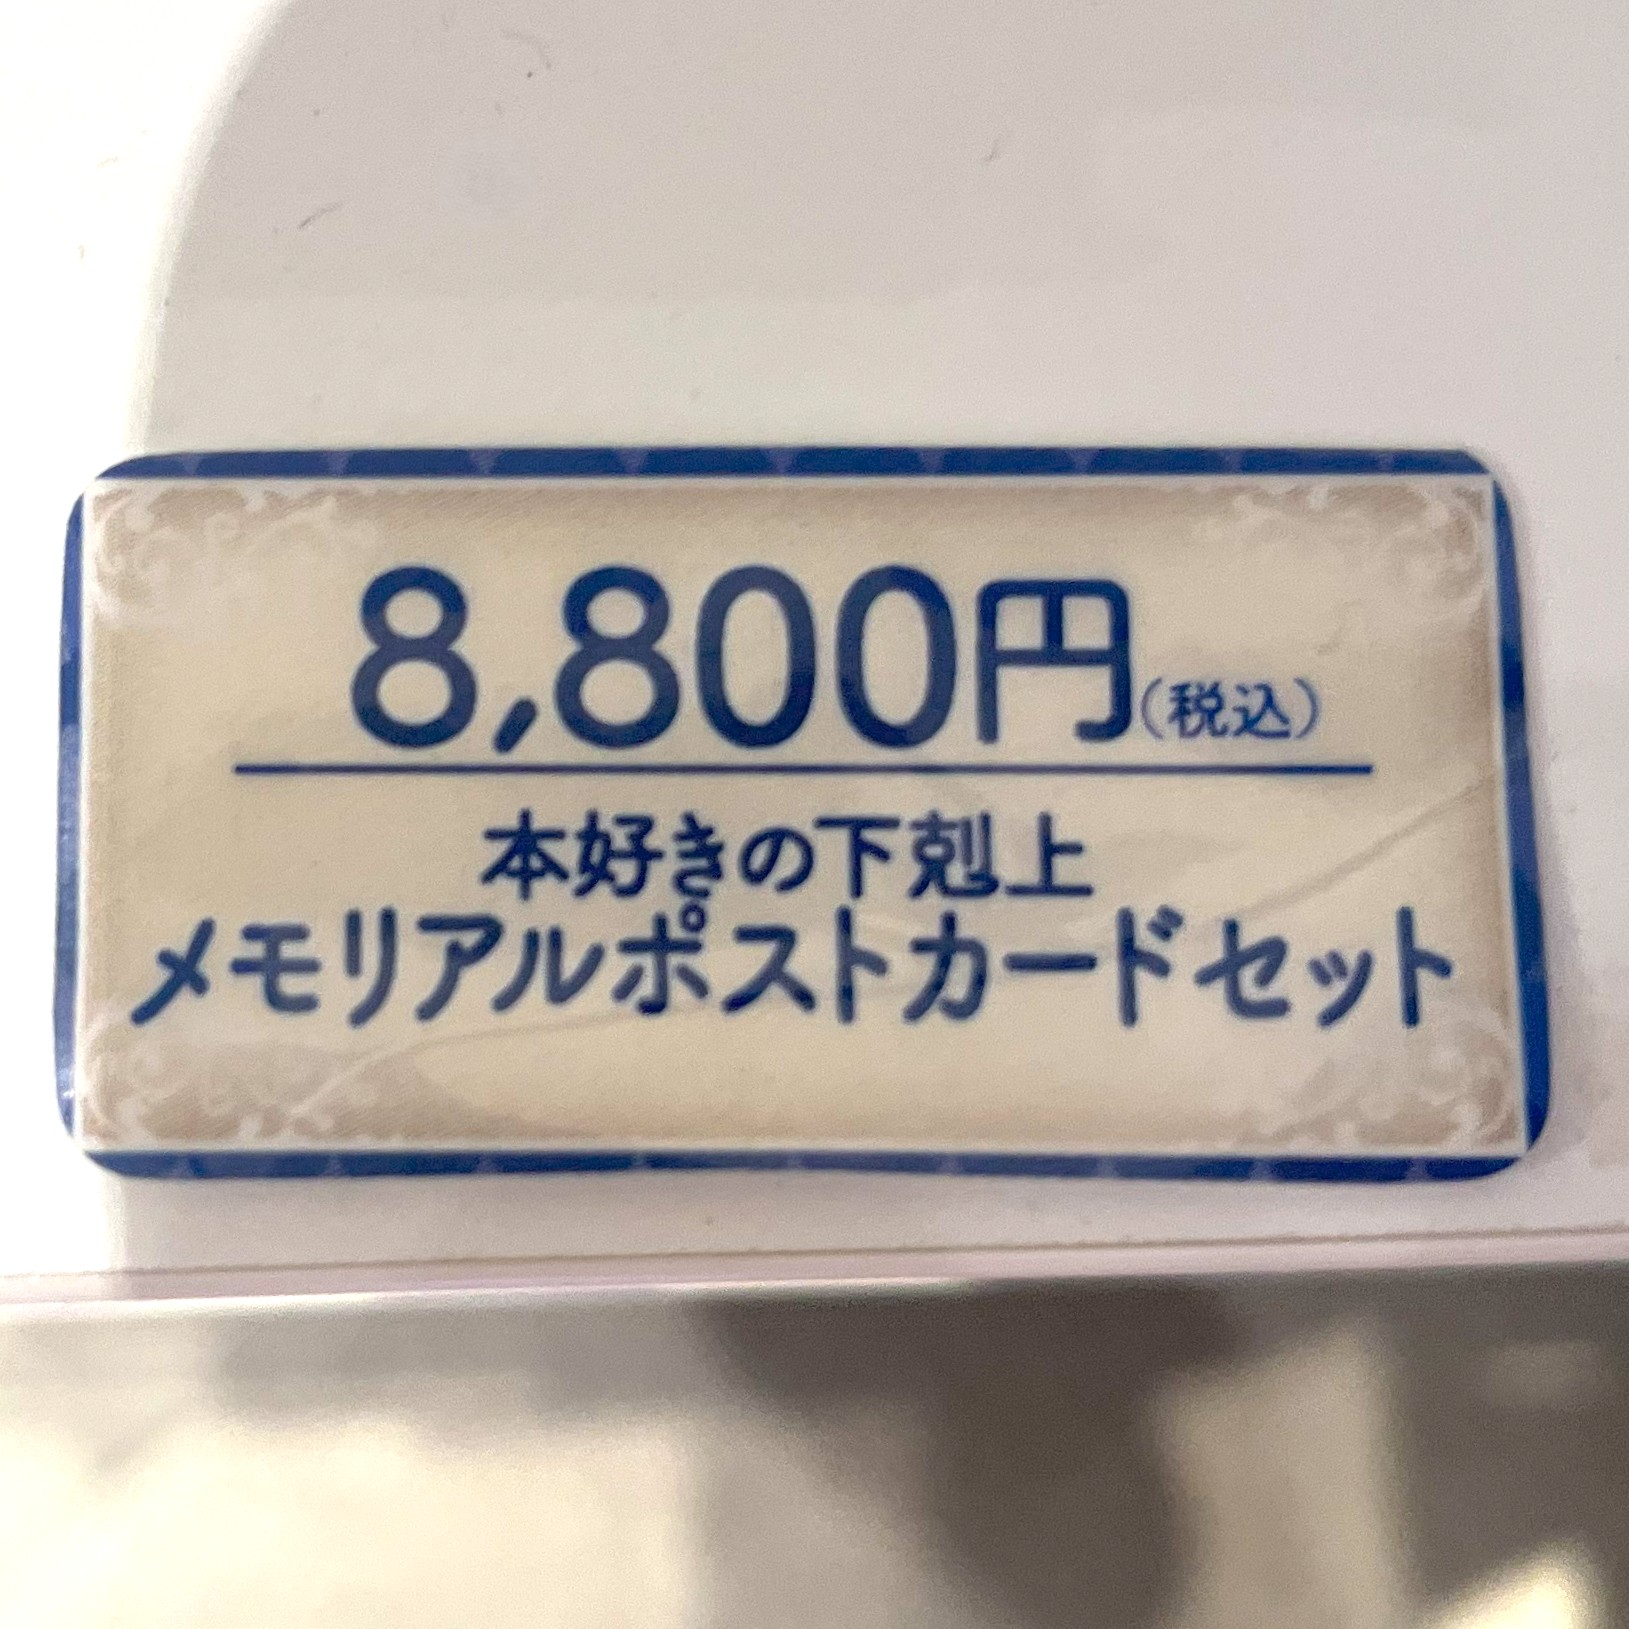 8,800円(税込)
本好きの下剋上
メモリアルポストカードセット